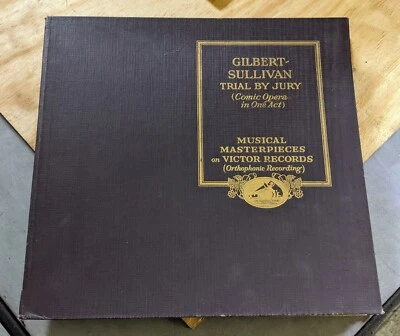 GILBERT-
SULLIVAN
TRIAL BY JURY
(Comic Opera
in One Act)
MUSICAL
MASTERPIECES
on VICTOR RECORDS
(Orthophonic Recording)